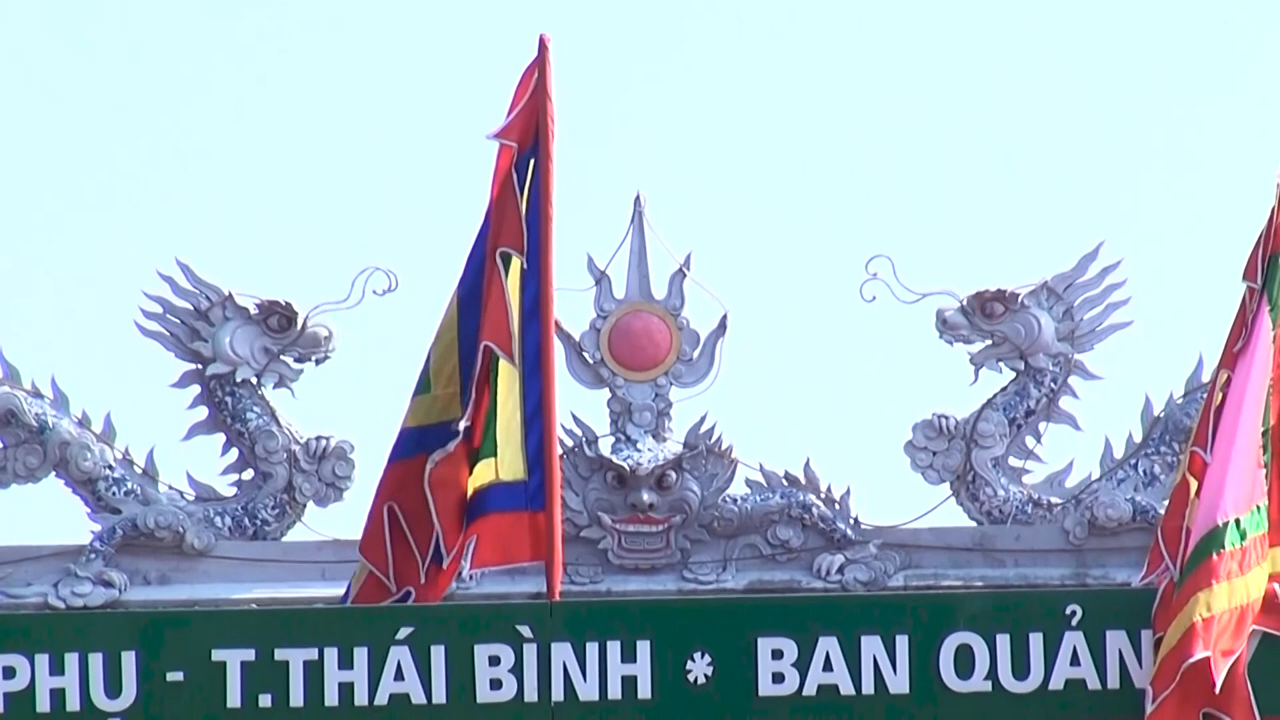 PHỤ - T.THÁI BÌNH * BAN QUẢN